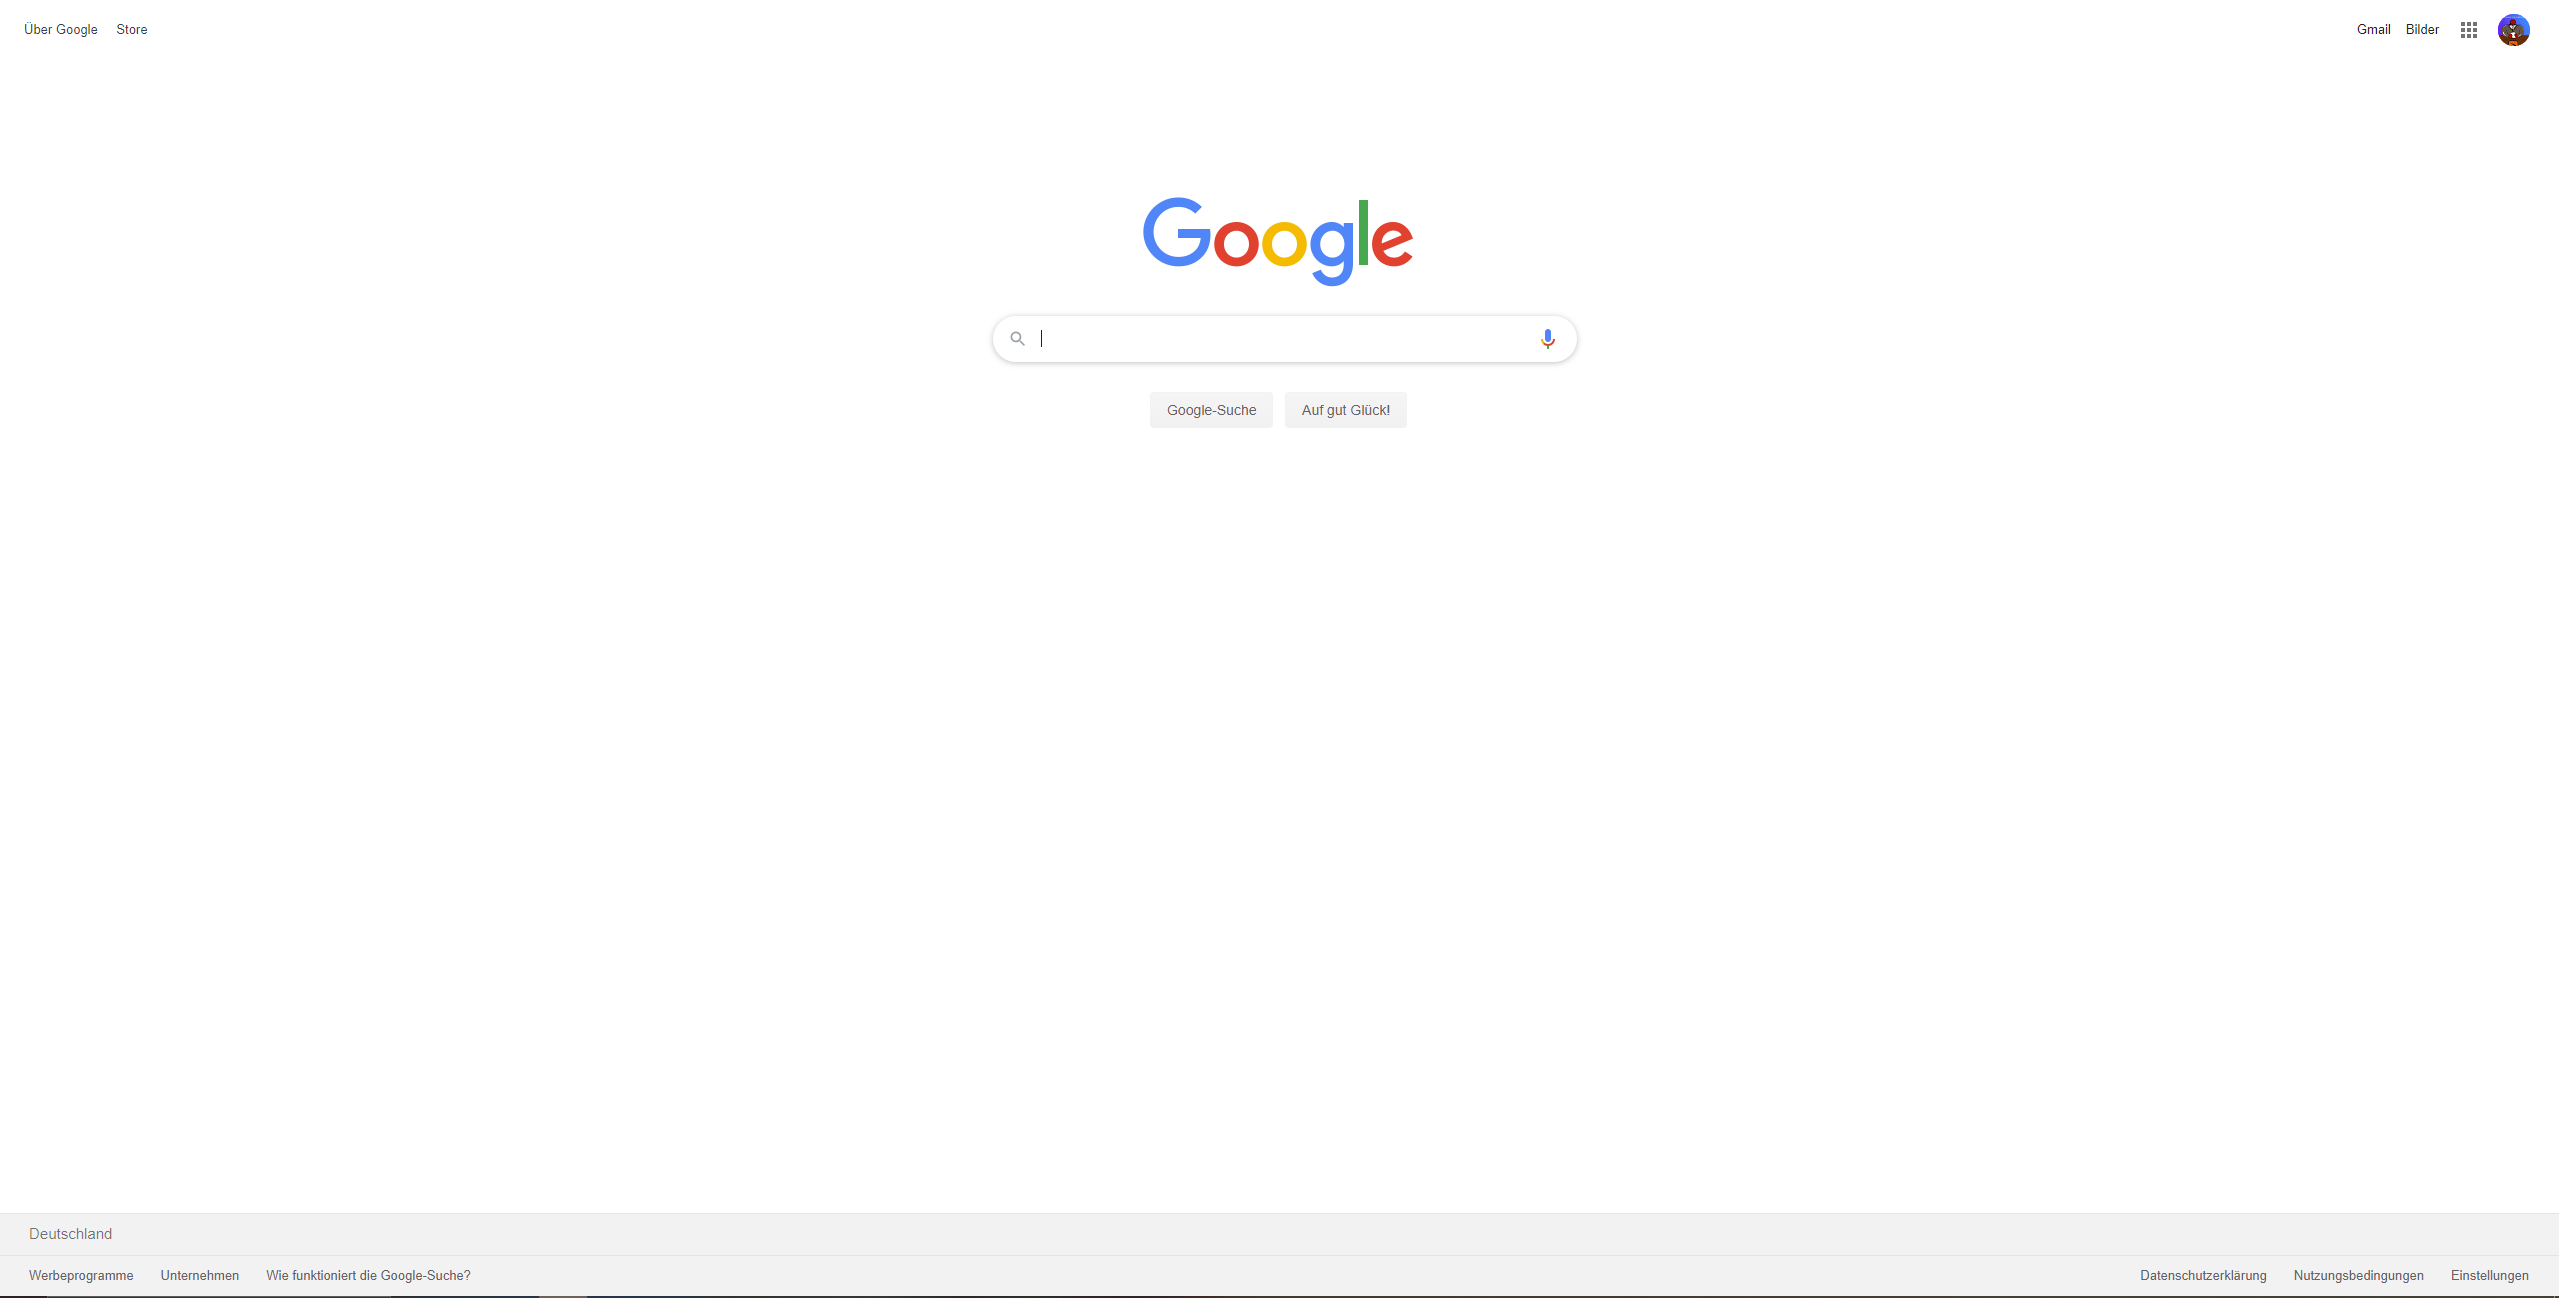 Über Google Store
Gmail Bilder
Google
Google-Suche Auf gut Glück!
Deutschland
Werbeprogramme Unternehmen Wie funktioniert die Google-Suche?
Datenschutzerklärung Nutzungsbedingungen Einstellungen